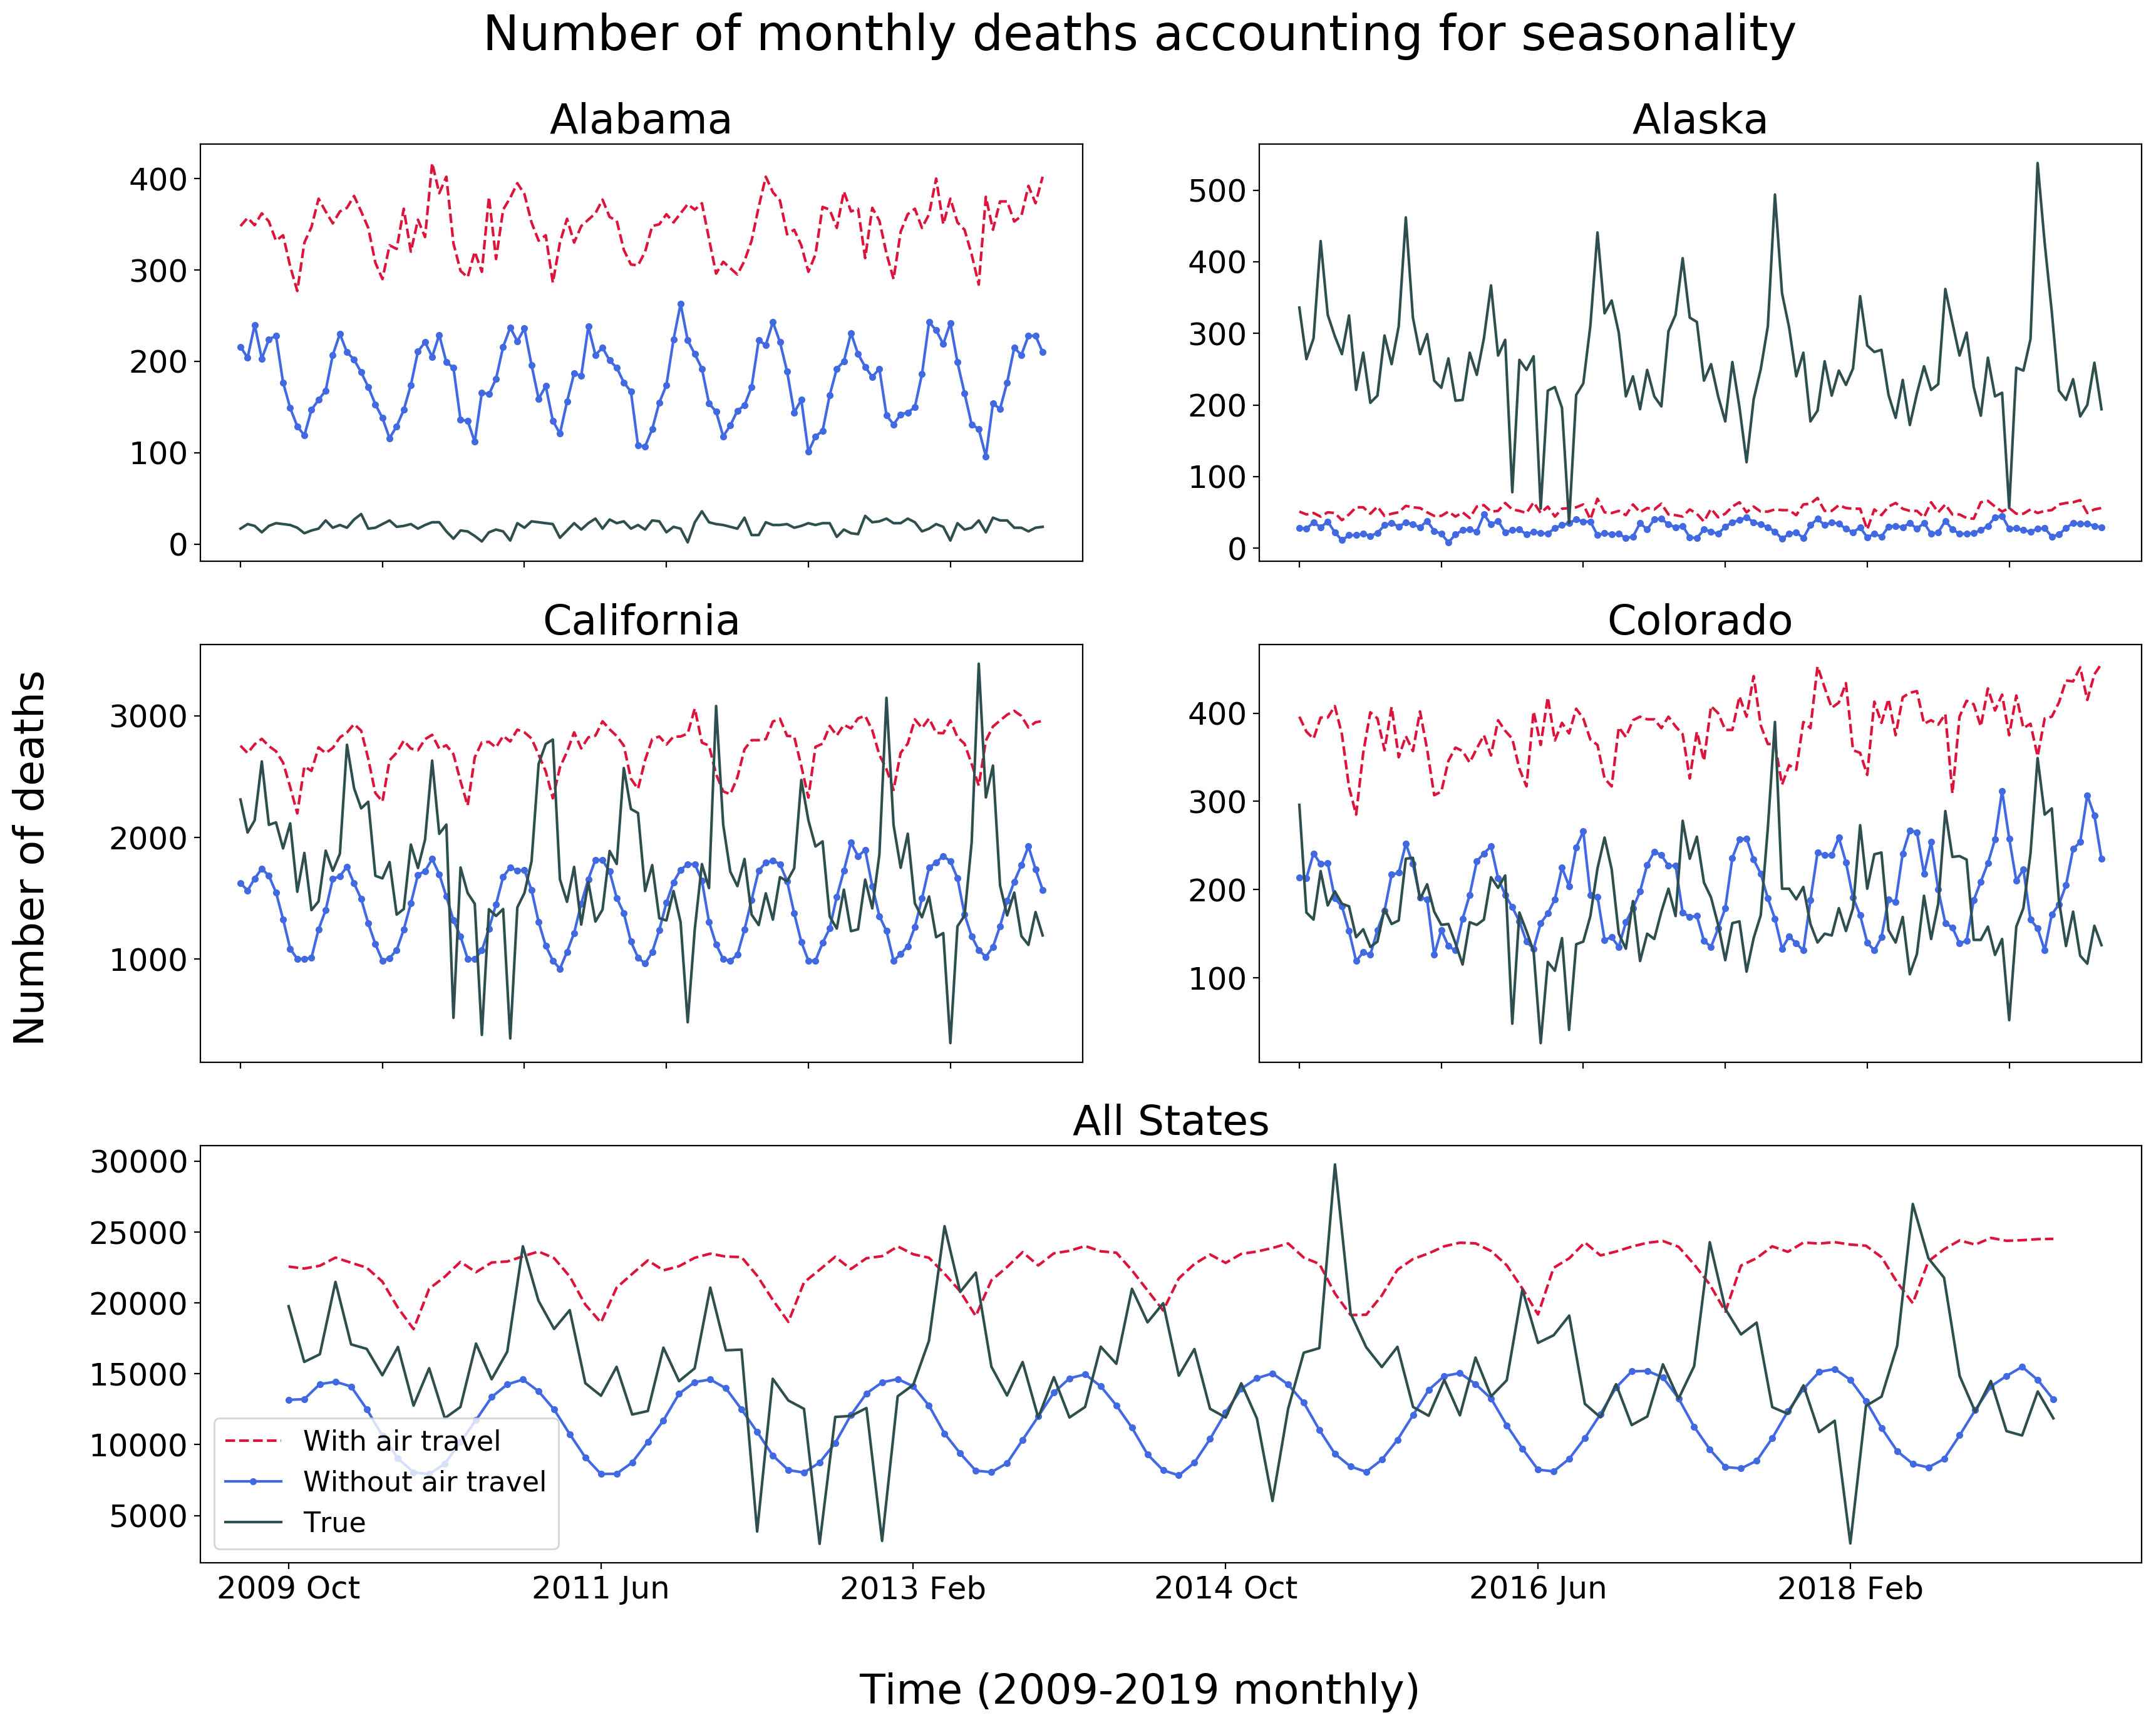 Number of monthly deaths accounting for seasonality
Alabama
400
300
200
100
0
Alaska
500
400
300
200
100
0
Number of deaths
California
3000
2000
1000
Colorado
400
300
200
100
All States
30000
25000
20000
15000
10000
5000
With air travel
Without air travel
True
2009 Oct
2011 Jun
2013 Feb
2014 Oct
2016 Jun
2018 Feb
Time (2009-2019 monthly)